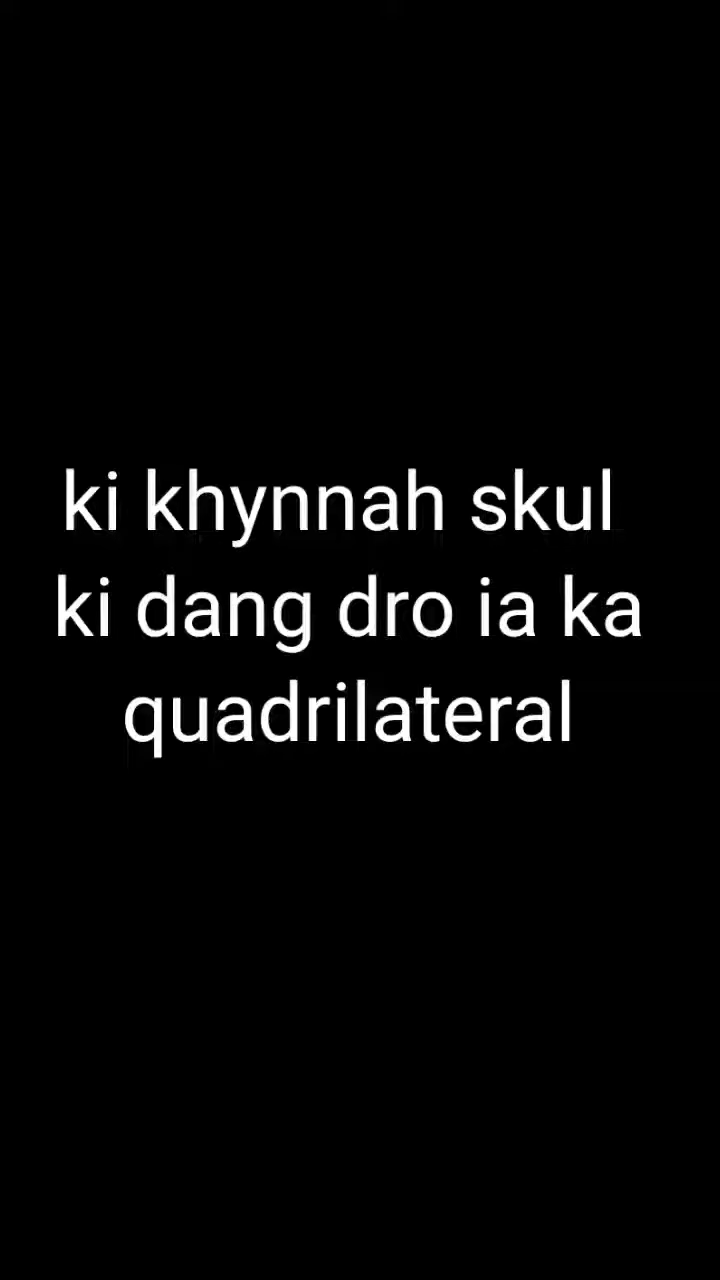 ki khynnah skul
ki dang dro ia ka
quadrilateral